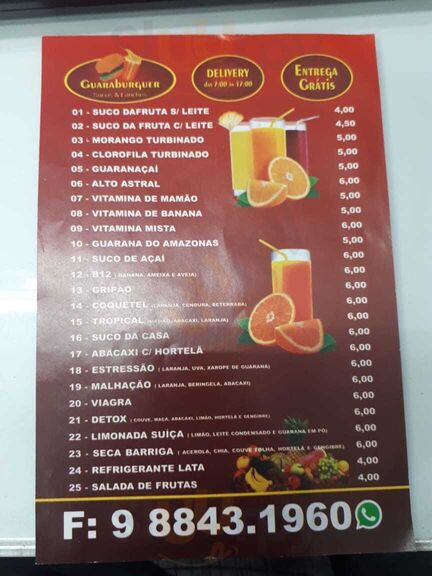 GUARABURGUER
Sucos & Lanches
DELIVERY
das 7:00 às 17:00
ENTREGA
GRÁTIS
01 - SUCO DAFRUTA S/ LEITE 4,00
02 - SUCO DA FRUTA C/ LEITE 4,50
03 - MORANGO TURBINADO 5,00
04 - CLOROFILA TURBINADO 5,00
05 - GUARANAÇAÍ 5,00
06 - ALTO ASTRAL 6,00
07 - VITAMINA DE MAMÃO 5,00
08 - VITAMINA DE BANANA 5,00
09 - VITAMINA MISTA 6,00
10 - GUARANA DO AMAZONAS 5,00
11 - SUCO DE AÇAÍ 6,00
12 - B12 ( BANANA, AMEIXA E AVEIA) 6,00
13 - GRIPÃO 6,00
14 - COQUETEL (LARANJA, CENOURA, BETERRABA) 6,00
15 - TROPICAL (MAMÃO, ABACAXI, LARANJA) 6,00
16 - SUCO DA CASA 6,00
17 - ABACAXI C/ HORTELÃ 6,00
18 - ESTRESSÃO ( LARANJA, UVA, XAROPE DE GUARANÁ) 6,00
19 - MALHAÇÃO ( LARANJA, BERINGELA, ABACAXI) 6,00
20 - VIAGRA 6,00
21 - DETOX ( COUVE, MAÇA, ABACAXI, LIMÃO, HORTELÃ E GENGIBRE) 6,00
22 - LIMONADA SUÍÇA ( LIMÃO, LEITE CONDENSADO E GUARANA EM PÓ) 6,00
23 - SECA BARRIGA ( ACEROLA, CHIA, COUVE FOLHA, HORTELÃ E GENGIBRE) 6,00
24 - REFRIGERANTE LATA 4,00
25 - SALADA DE FRUTAS 4,00
F: 9 8843.1960